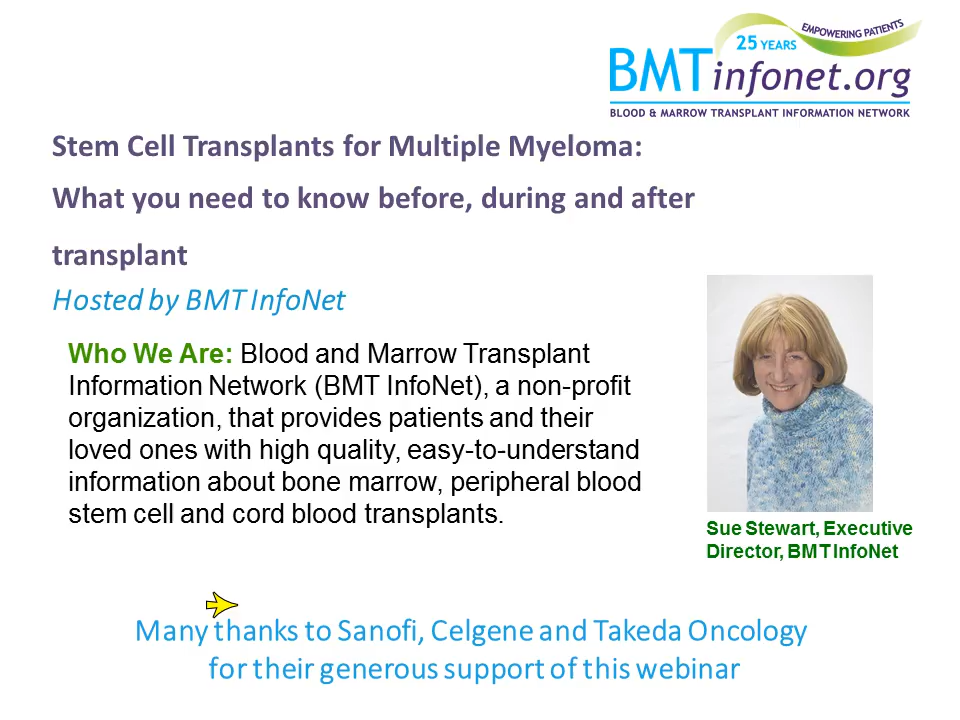 25 YEARS
EMPOWERING PATIENTS
BMTinfonet.org
BLOOD & MARROW TRANSPLANT INFORMATION NETWORK
Stem Cell Transplants for Multiple Myeloma:
What you need to know before, during and after
transplant
Hosted by BMT InfoNet
Who We Are: Blood and Marrow Transplant
Information Network (BMT InfoNet), a non-profit
organization, that provides patients and their
loved ones with high quality, easy-to-understand
information about bone marrow, peripheral blood
stem cell and cord blood transplants.
Sue Stewart, Executive
Director, BMT InfoNet
Many thanks to Sanofi, Celgene and Takeda Oncology
for their generous support of this webinar